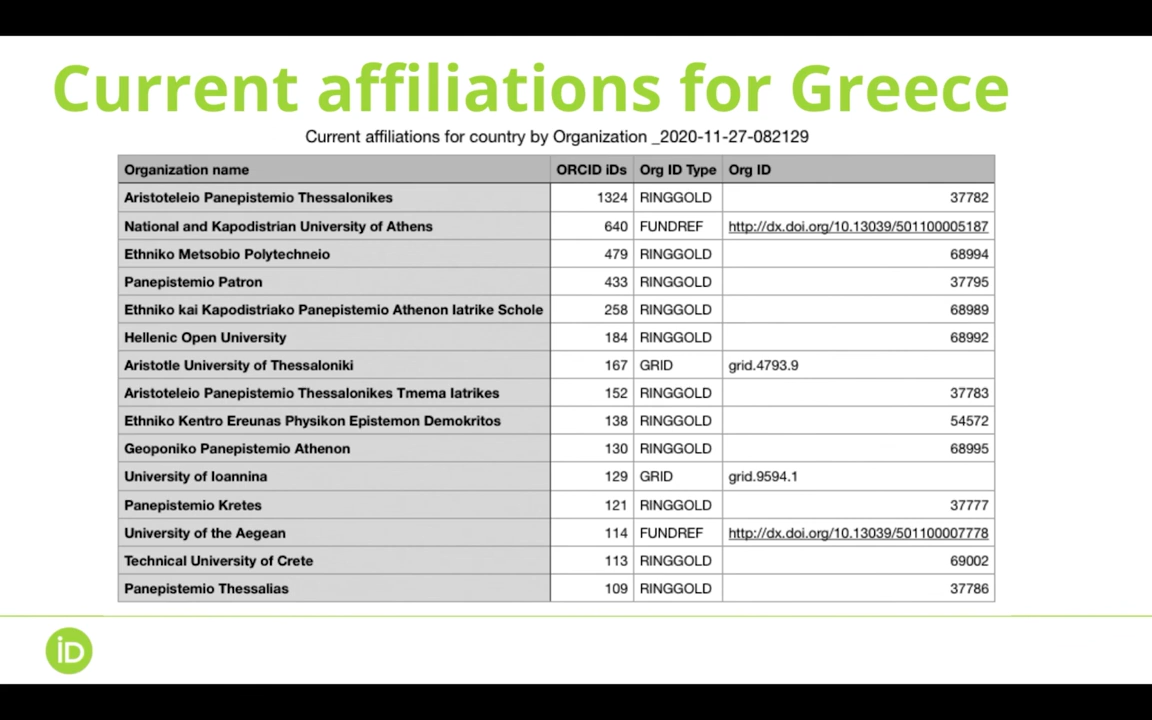 Current affiliations for Greece
Current affiliations for country by Organization _2020-11-27-082129
Organization name ORCID iDs Org ID Type Org ID
Aristoteleio Panepistemio Thessalonikes 1324 RINGGOLD 37782
National and Kapodistrian University of Athens 640 FUNDREF http://dx.doi.org/10.13039/501100005187
Ethniko Metsobio Polytechneio 479 RINGGOLD 68994
Panepistemio Patron 433 RINGGOLD 37795
Ethniko kai Kapodistriako Panepistemio Athenon Iatrike Schole 258 RINGGOLD 68989
Hellenic Open University 184 RINGGOLD 68992
Aristotle University of Thessaloniki 167 GRID grid.4793.9
Aristoteleio Panepistemio Thessalonikes Tmema Iatrikes 152 RINGGOLD 37783
Ethniko Kentro Ereunas Physikon Epistemon Demokritos 138 RINGGOLD 54572
Geoponiko Panepistemio Athenon 130 RINGGOLD 68995
University of Ioannina 129 GRID grid.9594.1
Panepistemio Kretes 121 RINGGOLD 37777
University of the Aegean 114 FUNDREF http://dx.doi.org/10.13039/501100007778
Technical University of Crete 113 RINGGOLD 69002
Panepistemio Thessalias 109 RINGGOLD 37786
iD